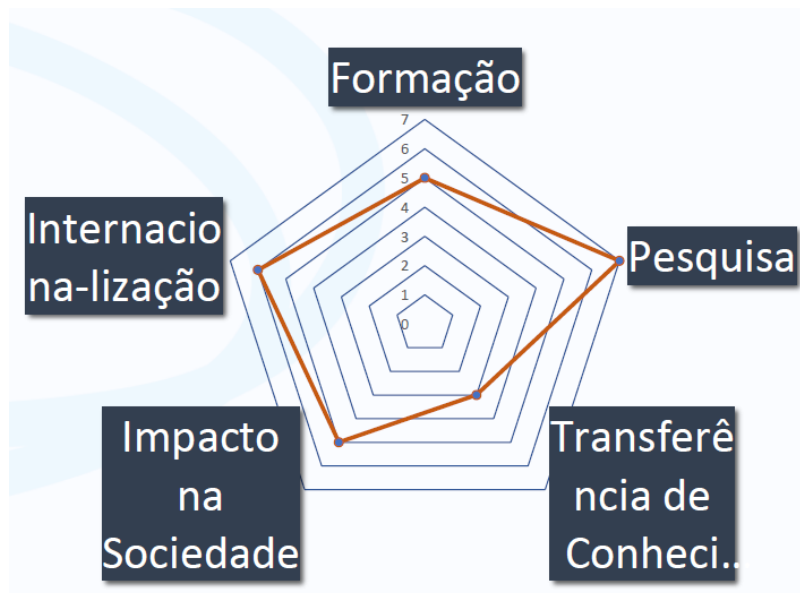 Formação
7
6
5
4
3
2
1
0
Internacio
na-lização
Pesquisa
Impacto
na
Sociedade
Transferê
ncia de
Conheci..